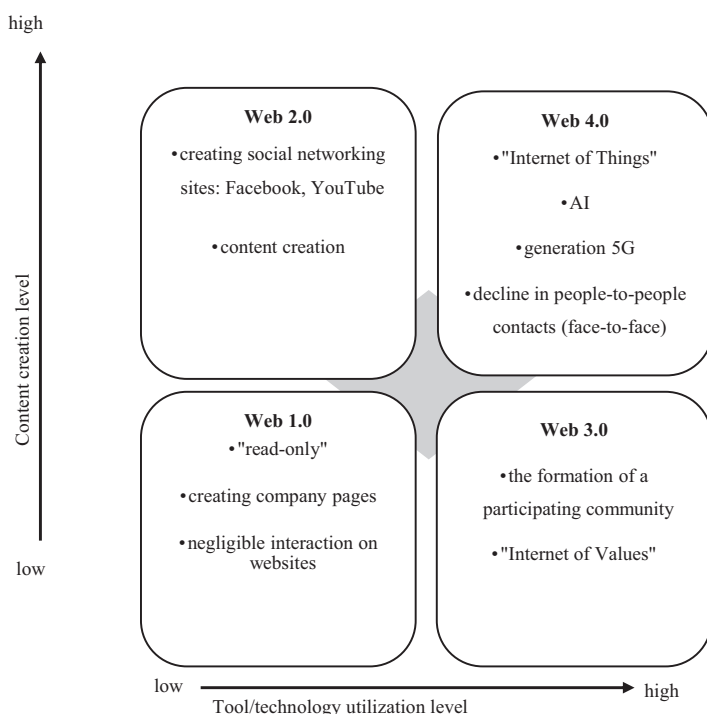 high
Content creation level
low
Web 2.0
•creating social networking
sites: Facebook, YouTube
•content creation
Web 4.0
•"Internet of Things"
•AI
•generation 5G
•decline in people-to-people
contacts (face-to-face)
Web 1.0
•"read-only"
•creating company pages
•negligible interaction on
websites
Web 3.0
•the formation of a
participating community
•"Internet of Values"
low
high
Tool/technology utilization level